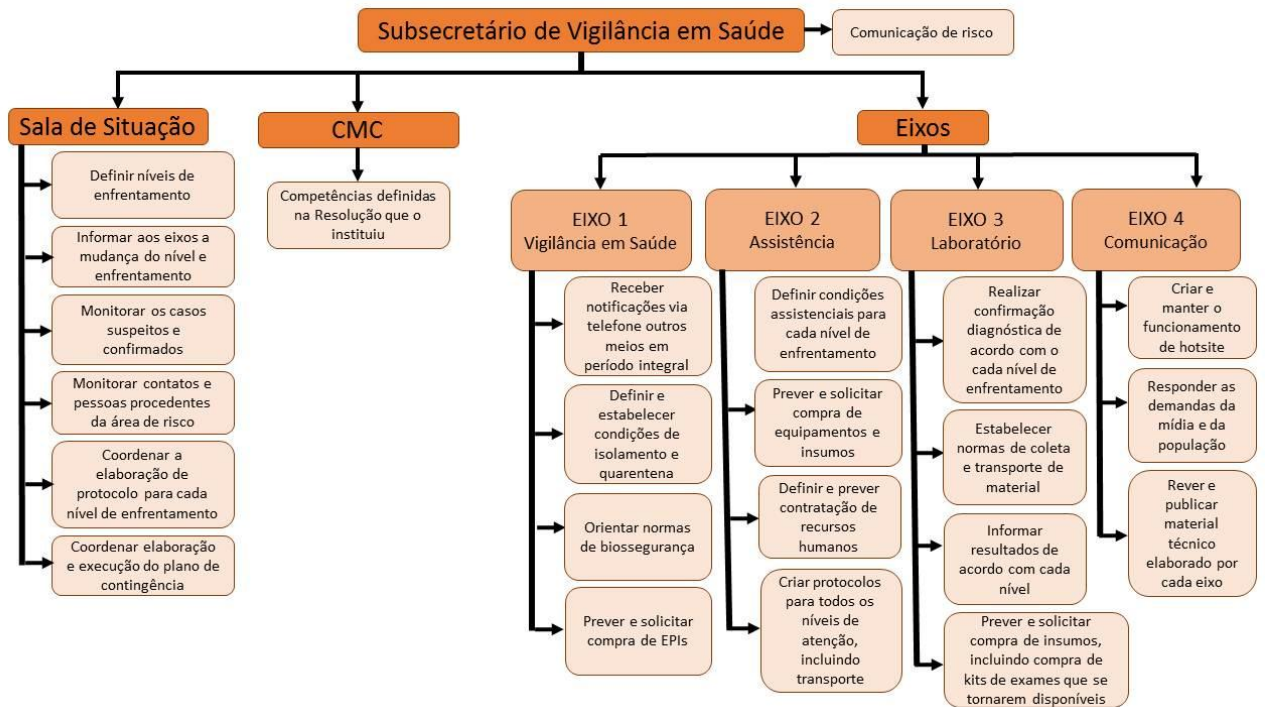 Subsecretário de Vigilância em Saúde
Comunicação de risco
Sala de Situação
Definir níveis de
enfrentamento
Informar aos eixos a
mudança do nível e
enfrentamento
Monitorar os casos
suspeitos e
confirmados
Monitorar contatos e
pessoas procedentes
da área de risco
Coordenar a
elaboração de
protocolo para cada
nível de enfrentamento
Coordenar elaboração
e execução do plano de
contingência
CMC
Competências definidas
na Resolução que o
instituiu
Eixos
EIXO 1
Vigilância em Saúde
Receber
notificações via
telefone outros
meios em
período integral
Definir e
estabelecer
condições de
isolamento e
quarentena
Orientar normas
de biossegurança
Prever e solicitar
compra de EPIs
EIXO 2
Assistência
Definir condições
assistenciais para
cada nível de
enfrentamento
Prever e solicitar
compra de
equipamentos e
insumos
Definir e prever
contratação de
recursos
humanos
Criar protocolos
para todos os
níveis de
atenção,
incluindo
transporte
EIXO 3
Laboratório
Realizar
confirmação
diagnóstica de
acordo com o
cada nível de
enfrentamento
Estabelecer
normas de coleta
e transporte de
material
Informar
resultados de
acordo com cada
nível
Prever e solicitar
compra de insumos,
incluindo compra de
kits de exames que se
tornarem disponíveis
EIXO 4
Comunicação
Criar e
manter o
funcionamento
de hotsite
Responder as
demandas da
mídia e da
população
Rever e
publicar
material
técnico
elaborado por
cada eixo